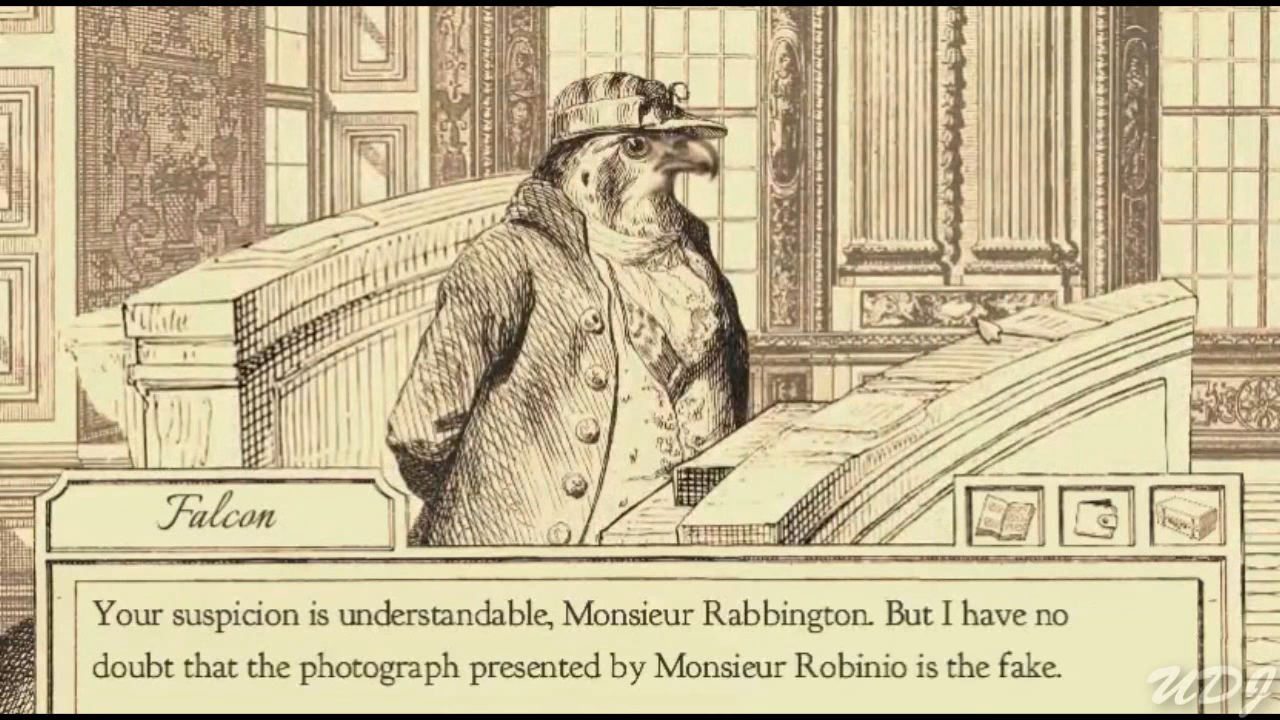 Falcon
Your suspicion is understandable, Monsieur Rabbington. But I have no
doubt that the photograph presented by Monsieur Robinio is the fake.
UDJ